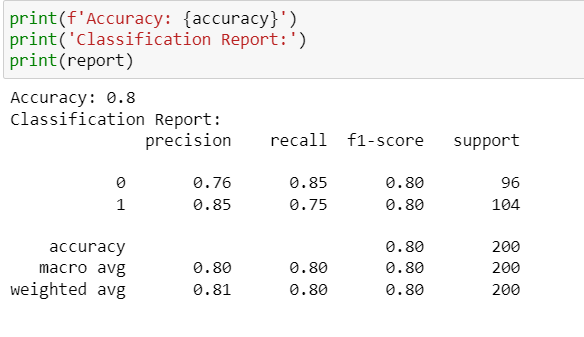 print(f'Accuracy: {accuracy}')
print('Classification Report:')
print(report)
Accuracy: 0.8
Classification Report:
              precision    recall  f1-score   support

           0       0.76      0.85      0.80        96
           1       0.85      0.75      0.80       104

    accuracy                           0.80       200
   macro avg       0.80      0.80      0.80       200
weighted avg       0.81      0.80      0.80       200